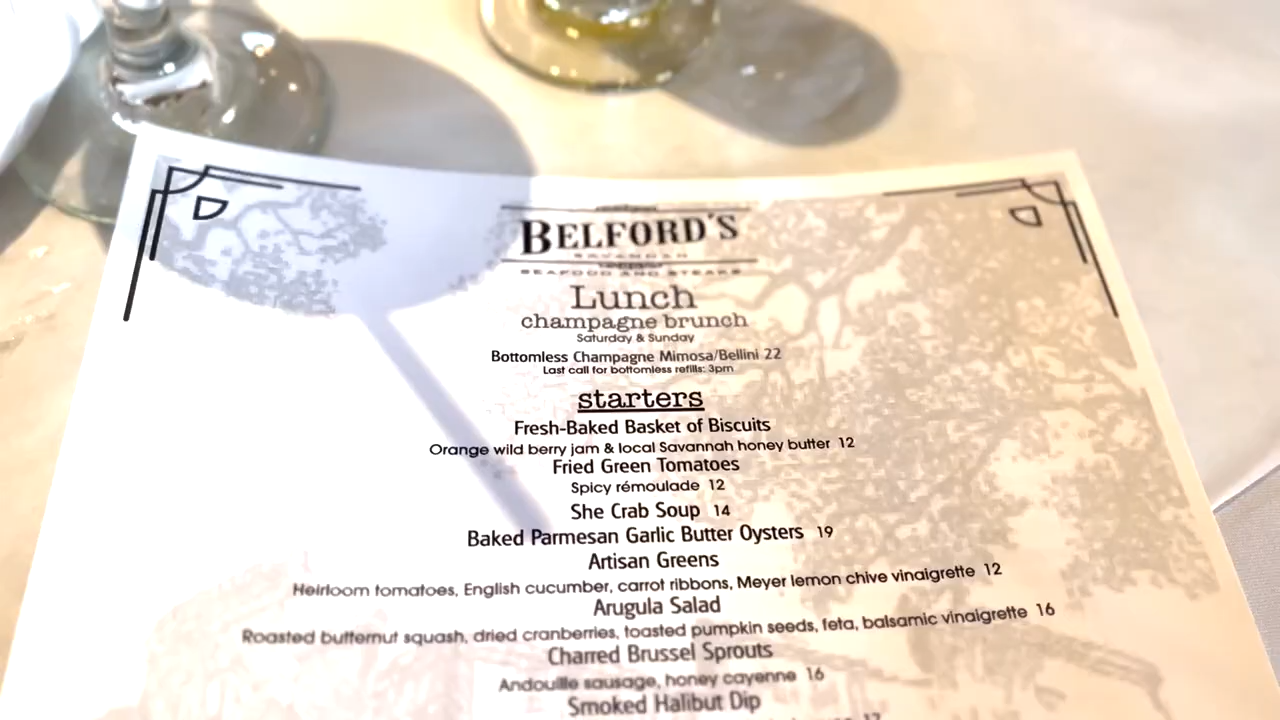 BELFORD'S
SAVANNAH
SEAFOOD AND STEAKS
Lunch
champagne brunch
Saturday & Sunday
Bottomless Champagne Mimosa/Bellini 22
Last call for bottomless refills: 3pm
starters
Fresh-Baked Basket of Biscuits
Orange wild berry jam & local Savannah honey butter 12
Fried Green Tomatoes
Spicy rémoulade 12
She Crab Soup 14
Baked Parmesan Garlic Butter Oysters 19
Artisan Greens
Heirloom tomatoes, English cucumber, carrot ribbons, Meyer lemon chive vinaigrette 12
Arugula Salad
Roasted butternut squash, dried cranberries, toasted pumpkin seeds, feta, balsamic vinaigrette 16
Charred Brussel Sprouts
Andouille sausage, honey cayenne 16
Smoked Halibut Dip